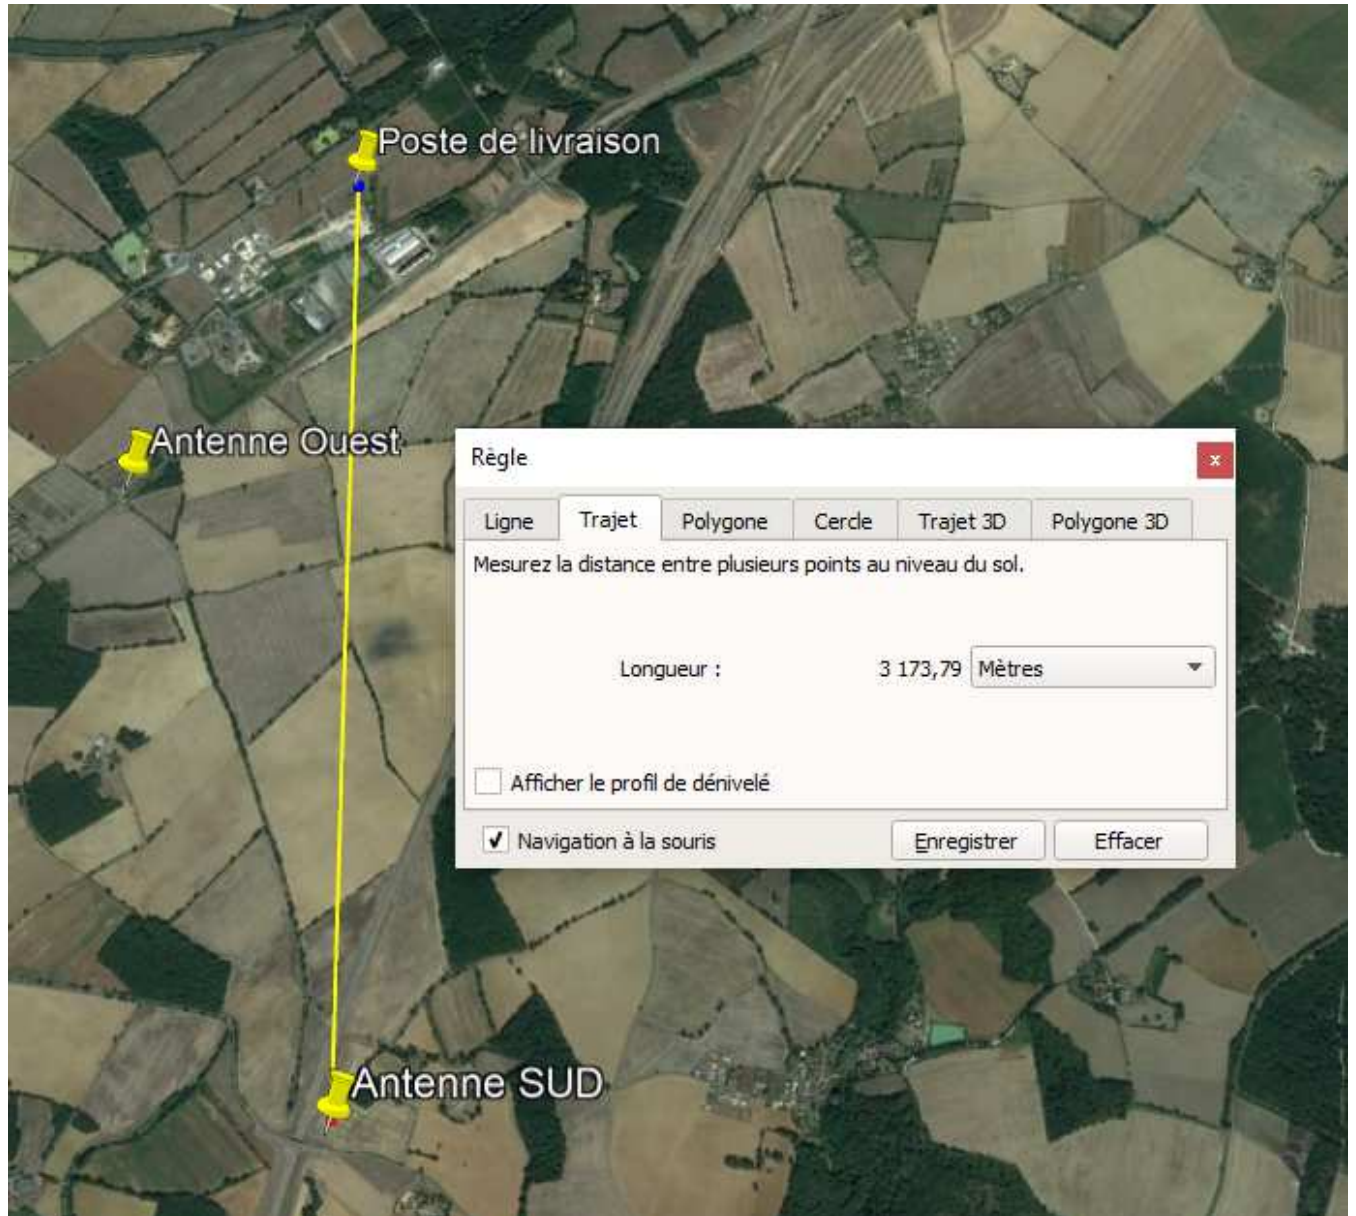 Poste de livraison
Antenne Ouest
Règle
x
Ligne Trajet Polygone Cercle Trajet 3D Polygone 3D
Mesurez la distance entre plusieurs points au niveau du sol.
Longueur : 3 173,79 Mètres
Afficher le profil de dénivelé
Navigation à la souris Enregistrer Effacer
Antenne SUD